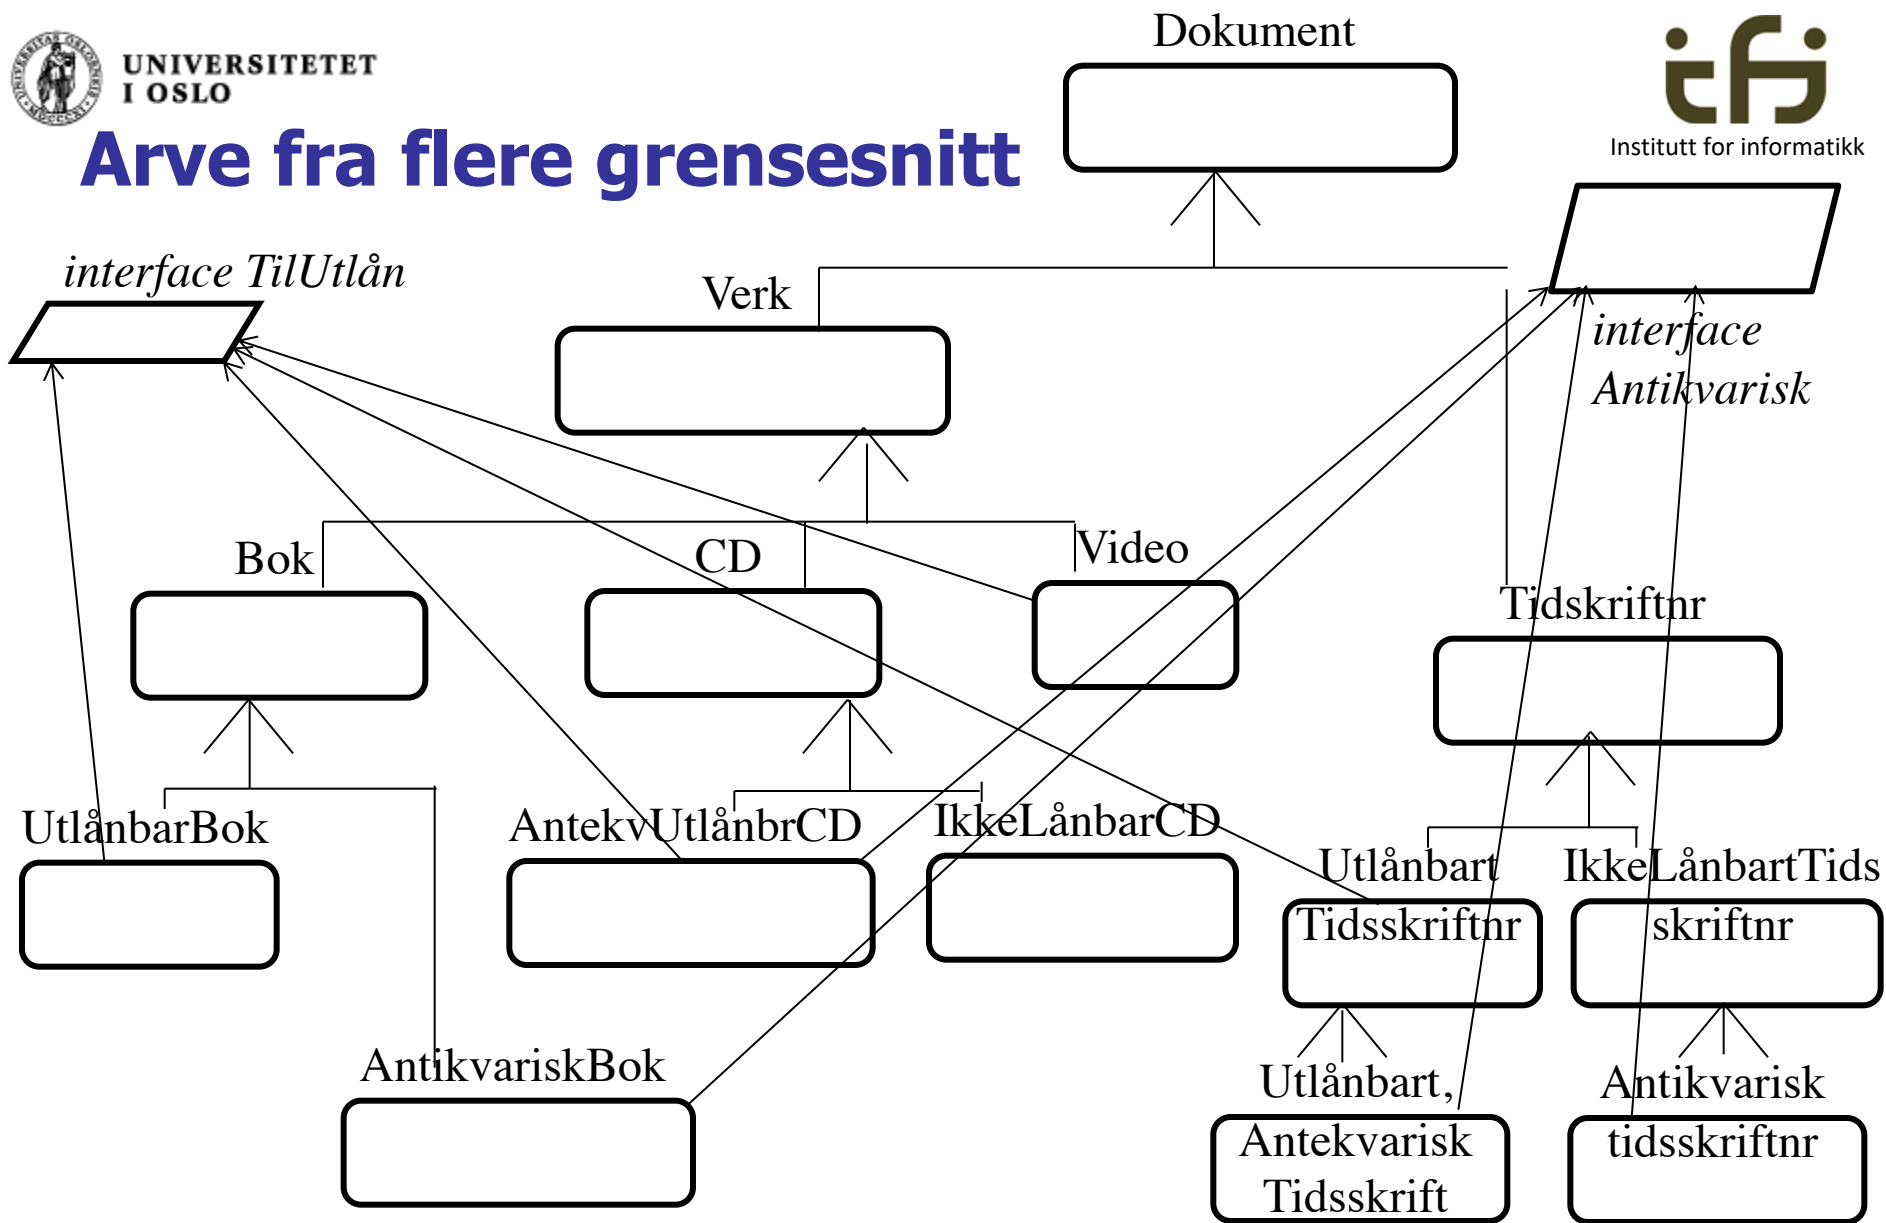 UNIVERSITETET
I OSLO
Institutt for informatikk
Arve fra flere grensesnitt
Dokument
interface TilUtlån
Verk
interface
Antikvarisk
Bok
CD
Video
Tidskriftnr
UtlånbarBok
AntekvUtlånbrCD
IkkeLånbarCD
Utlånbart
Tidsskriftnr
IkkeLånbartTids
skriftnr
AntikvariskBok
Utlånbart,
Antekvarisk
Tidsskrift
Antikvarisk
tidsskriftnr